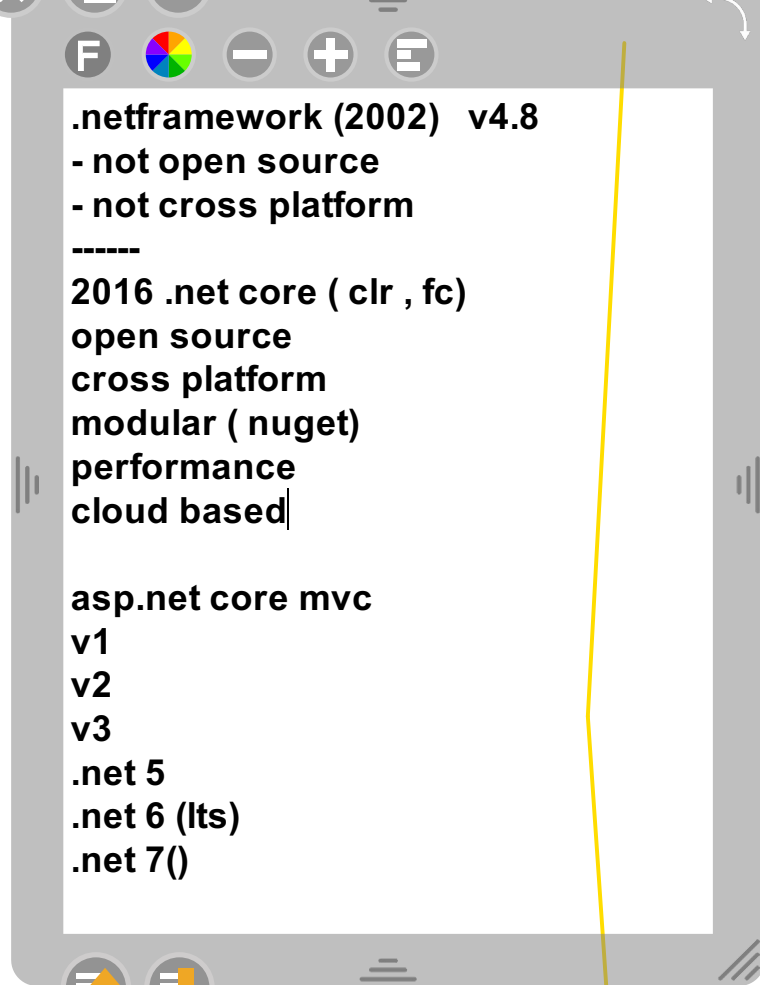 F
.netframework (2002) v4.8
- not open source
- not cross platform
------
2016 .net core ( clr , fc)
open source
cross platform
modular ( nuget)
performance
cloud based
asp.net core mvc
v1
v2
v3
.net 5
.net 6 (lts)
.net 7()